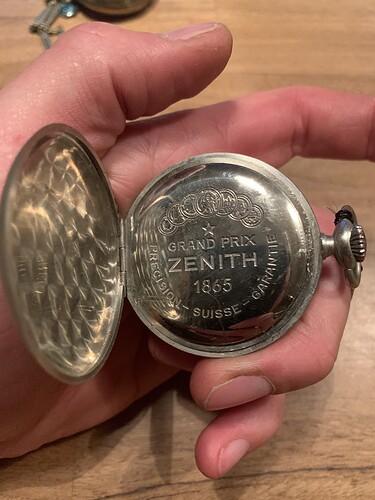 GRAND PRIX
ZENITH
1865
PRECISION SUISSE - GARANTIE